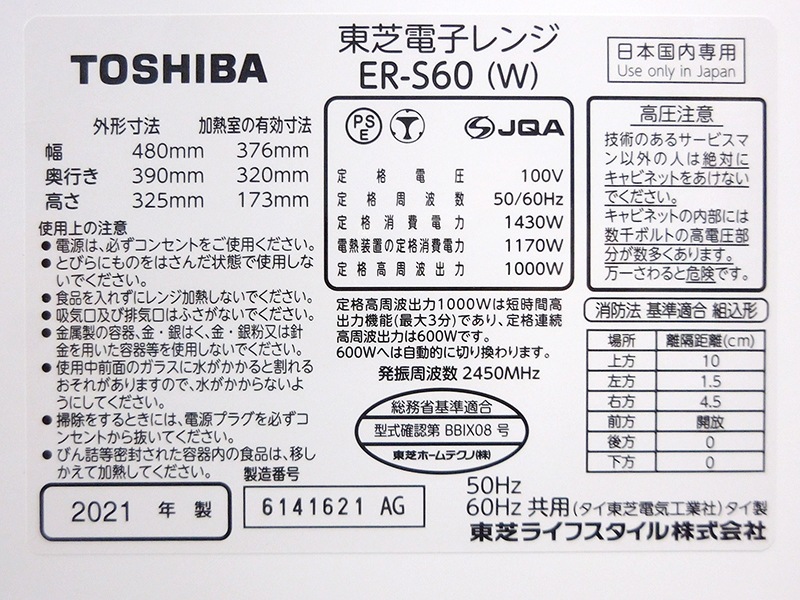 TOSHIBA
東芝電子レンジ
ER-S60 (W)
日本国内専用
Use only in Japan
外形寸法 加熱室の有効寸法
幅 480mm 376mm
奥行き 390mm 320mm
高さ 325mm 173mm
使用上の注意
● 電源は、必ずコンセントをご使用ください。
● とびらにものをはさんだ状態で使用しな
いでください。
● 食品を入れずにレンジ加熱しないでください。
● 吸気口及び排気口はふさがないでください。
● 金属製の容器、金・銀はく、金・銀粉又は針
金を用いた容器等を使用しないでください。
● 使用中前面のガラスに水がかかると割れる
おそれがありますので、水がかからないよ
うにしてください。
● 掃除をするときには、電源プラグを必ずコ
ンセントから抜いてください。
● びん詰等密封された容器内の食品は、移し
かえて加熱してください。
PS
E
JQA
定格電圧 100V
定格周波数 50/60Hz
定格消費電力 1430W
電熱装置の定格消費電力 1170W
定格高周波出力 1000W
定格高周波出力1000Wは短時間高
出力機能(最大3分)であり、定格連続
高周波出力は600Wです。
600Wへは自動的に切り換わります。
発振周波数 2450MHz
総務省基準適合
型式確認第 BBIX08 号
東芝ホームテクノ(株)
高圧注意
技術のあるサービスマ
ン以外の人は絶対に
キャビネットをあけない
でください。
キャビネットの内部には
数千ボルトの高電圧部
分が数多くあります。
万一さわると危険です。
消防法 基準適合 組込形
場所 離隔距離(cm)
上方 10
左方 1.5
右方 4.5
前方 開放
後方 0
下方 0
製造番号
2021 年 製
6141621 AG
50Hz
60Hz 共用 (タイ東芝電気工業社) タイ製
東芝ライフスタイル株式会社